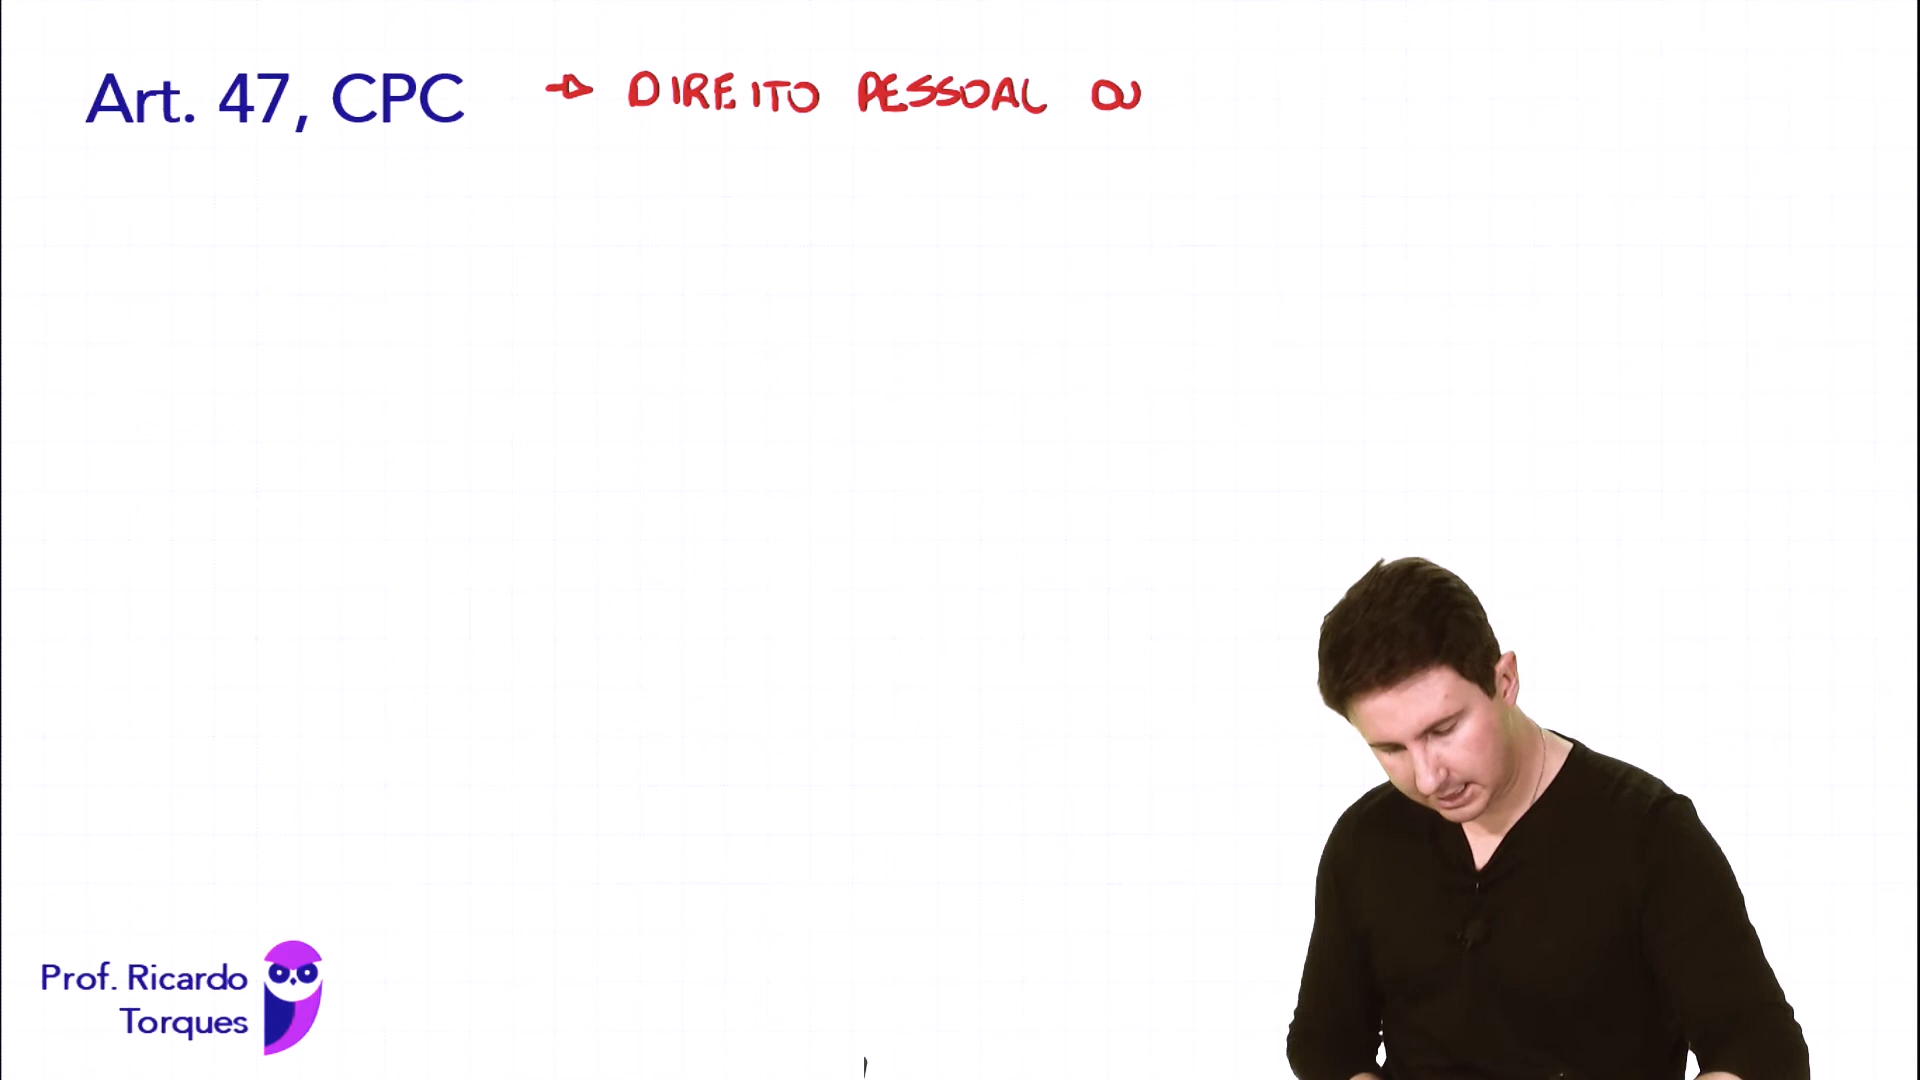 Art. 47, CPC → DIREITO PESSOAL OU
Prof. Ricardo
Torques